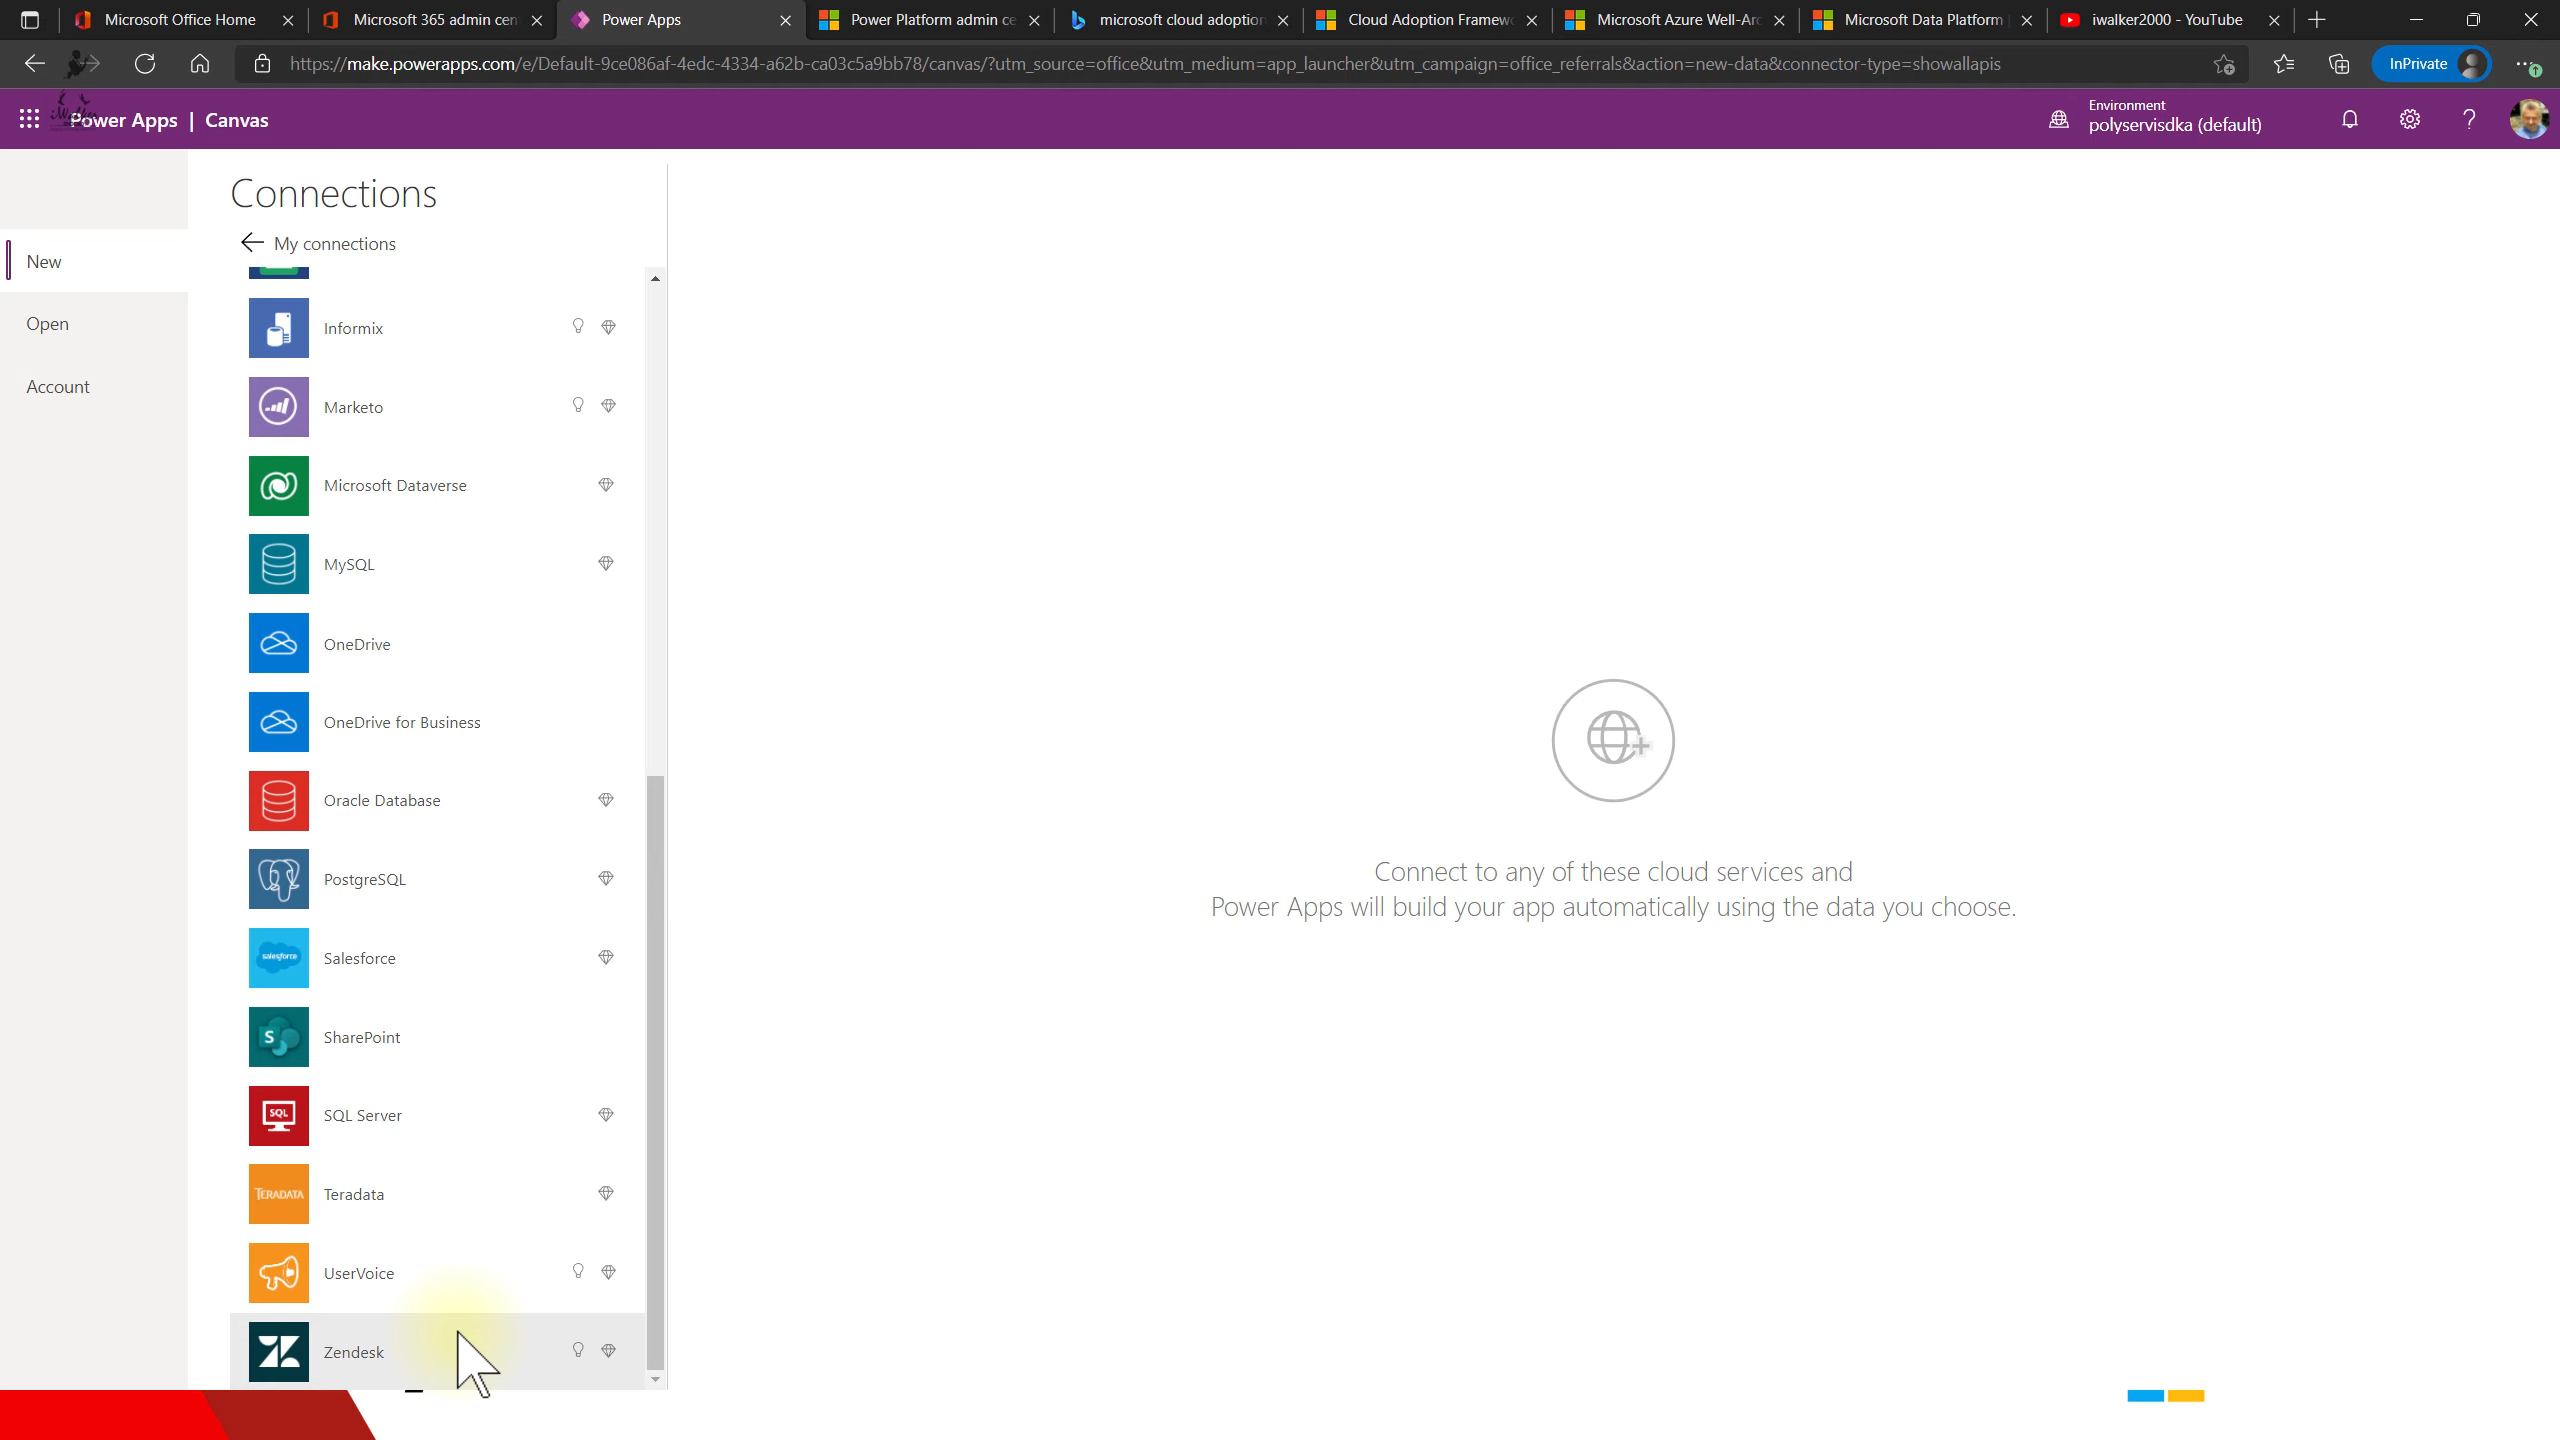 Microsoft Office Home
Microsoft 365 admin cen
Power Apps
Power Platform admin ce
microsoft cloud adoption
Cloud Adoption Framew
Microsoft Azure Well-Arc
Microsoft Data Platform
iwalker2000 - YouTube
https://make.powerapps.com/e/Default-9ce086af-4edc-4334-a62b-ca03c5a9bb78/canvas/?utm_source=office&utm_medium=app_launcher&utm_campaign=office_referrals&action=new-data&connector-type=showallapis
InPrivate
Power Apps | Canvas
Environment
polyservisdka (default)
New
Open
Account
Connections
My connections
Informix
Marketo
Microsoft Dataverse
MySQL
OneDrive
OneDrive for Business
Oracle Database
PostgreSQL
salesforce
Salesforce
S
SharePoint
SQL
SQL Server
TERADATA
Teradata
UserVoice
Zendesk
Connect to any of these cloud services and
Power Apps will build your app automatically using the data you choose.